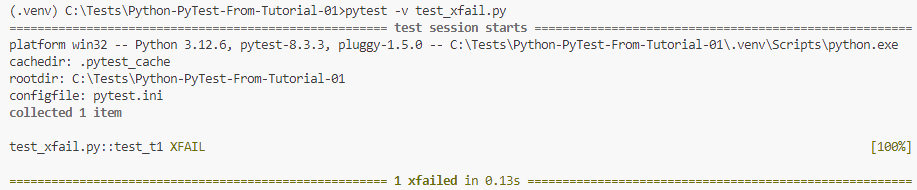 (.venv) C:\Tests\Python-PyTest-From-Tutorial-01>pytest -v test_xfail.py
================================================= test session starts =================================================
platform win32 -- Python 3.12.6, pytest-8.3.3, pluggy-1.5.0 -- C:\Tests\Python-PyTest-From-Tutorial-01\.venv\Scripts\python.exe
cachedir: .pytest_cache
rootdir: C:\Tests\Python-PyTest-From-Tutorial-01
configfile: pytest.ini
collected 1 item
test_xfail.py::test_t1 XFAIL [100%]
================================================= 1 xfailed in 0.13s ==================================================